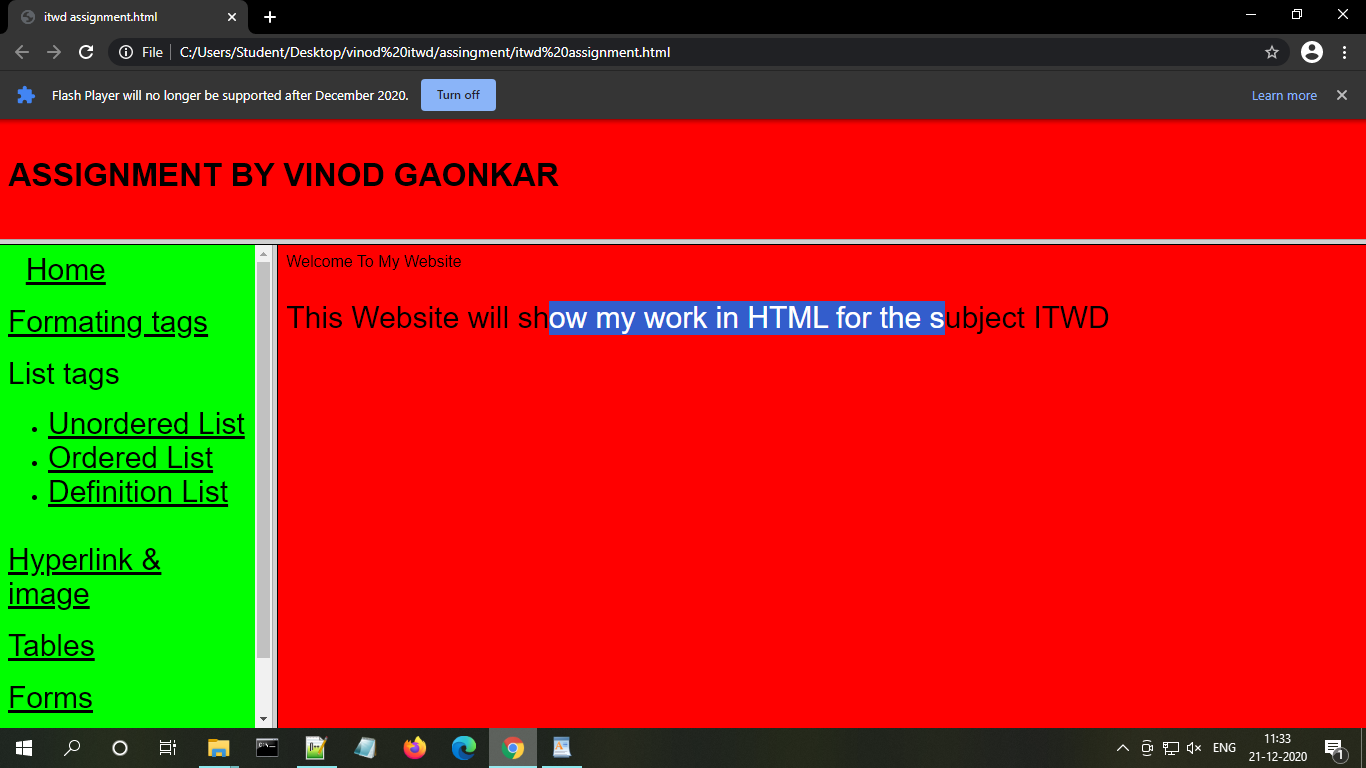 itwd assignment.html
File
C:/Users/Student/Desktop/vinod%20itwd/assingment/itwd%20assignment.html
Flash Player will no longer be supported after December 2020.
Turn off
Learn more
ASSIGNMENT BY VINOD GAONKAR
Home
Formating tags
List tags
Unordered List
Ordered List
Definition List
Hyperlink &
image
Tables
Forms
Welcome To My Website
This Website will show my work in HTML for the subject ITWD
ENG
11:33
21-12-2020
1